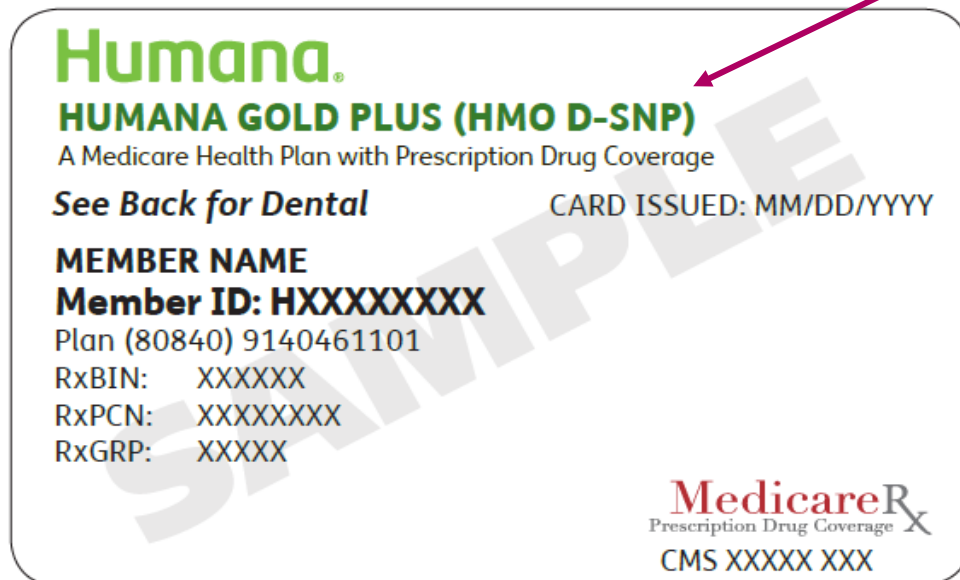 Humana®
HUMANA GOLD PLUS (HMO D-SNP)
A Medicare Health Plan with Prescription Drug Coverage
See Back for Dental CARD ISSUED: MM/DD/YYYY
MEMBER NAME
Member ID: HXXXXXXXX
Plan (80840) 9140461101
RxBIN: XXXXXX
RxPCN: XXXXXXXX
RxGRP: XXXXX
SAMPLE
MedicareRx
Prescription Drug Coverage
CMS XXXXX XXX